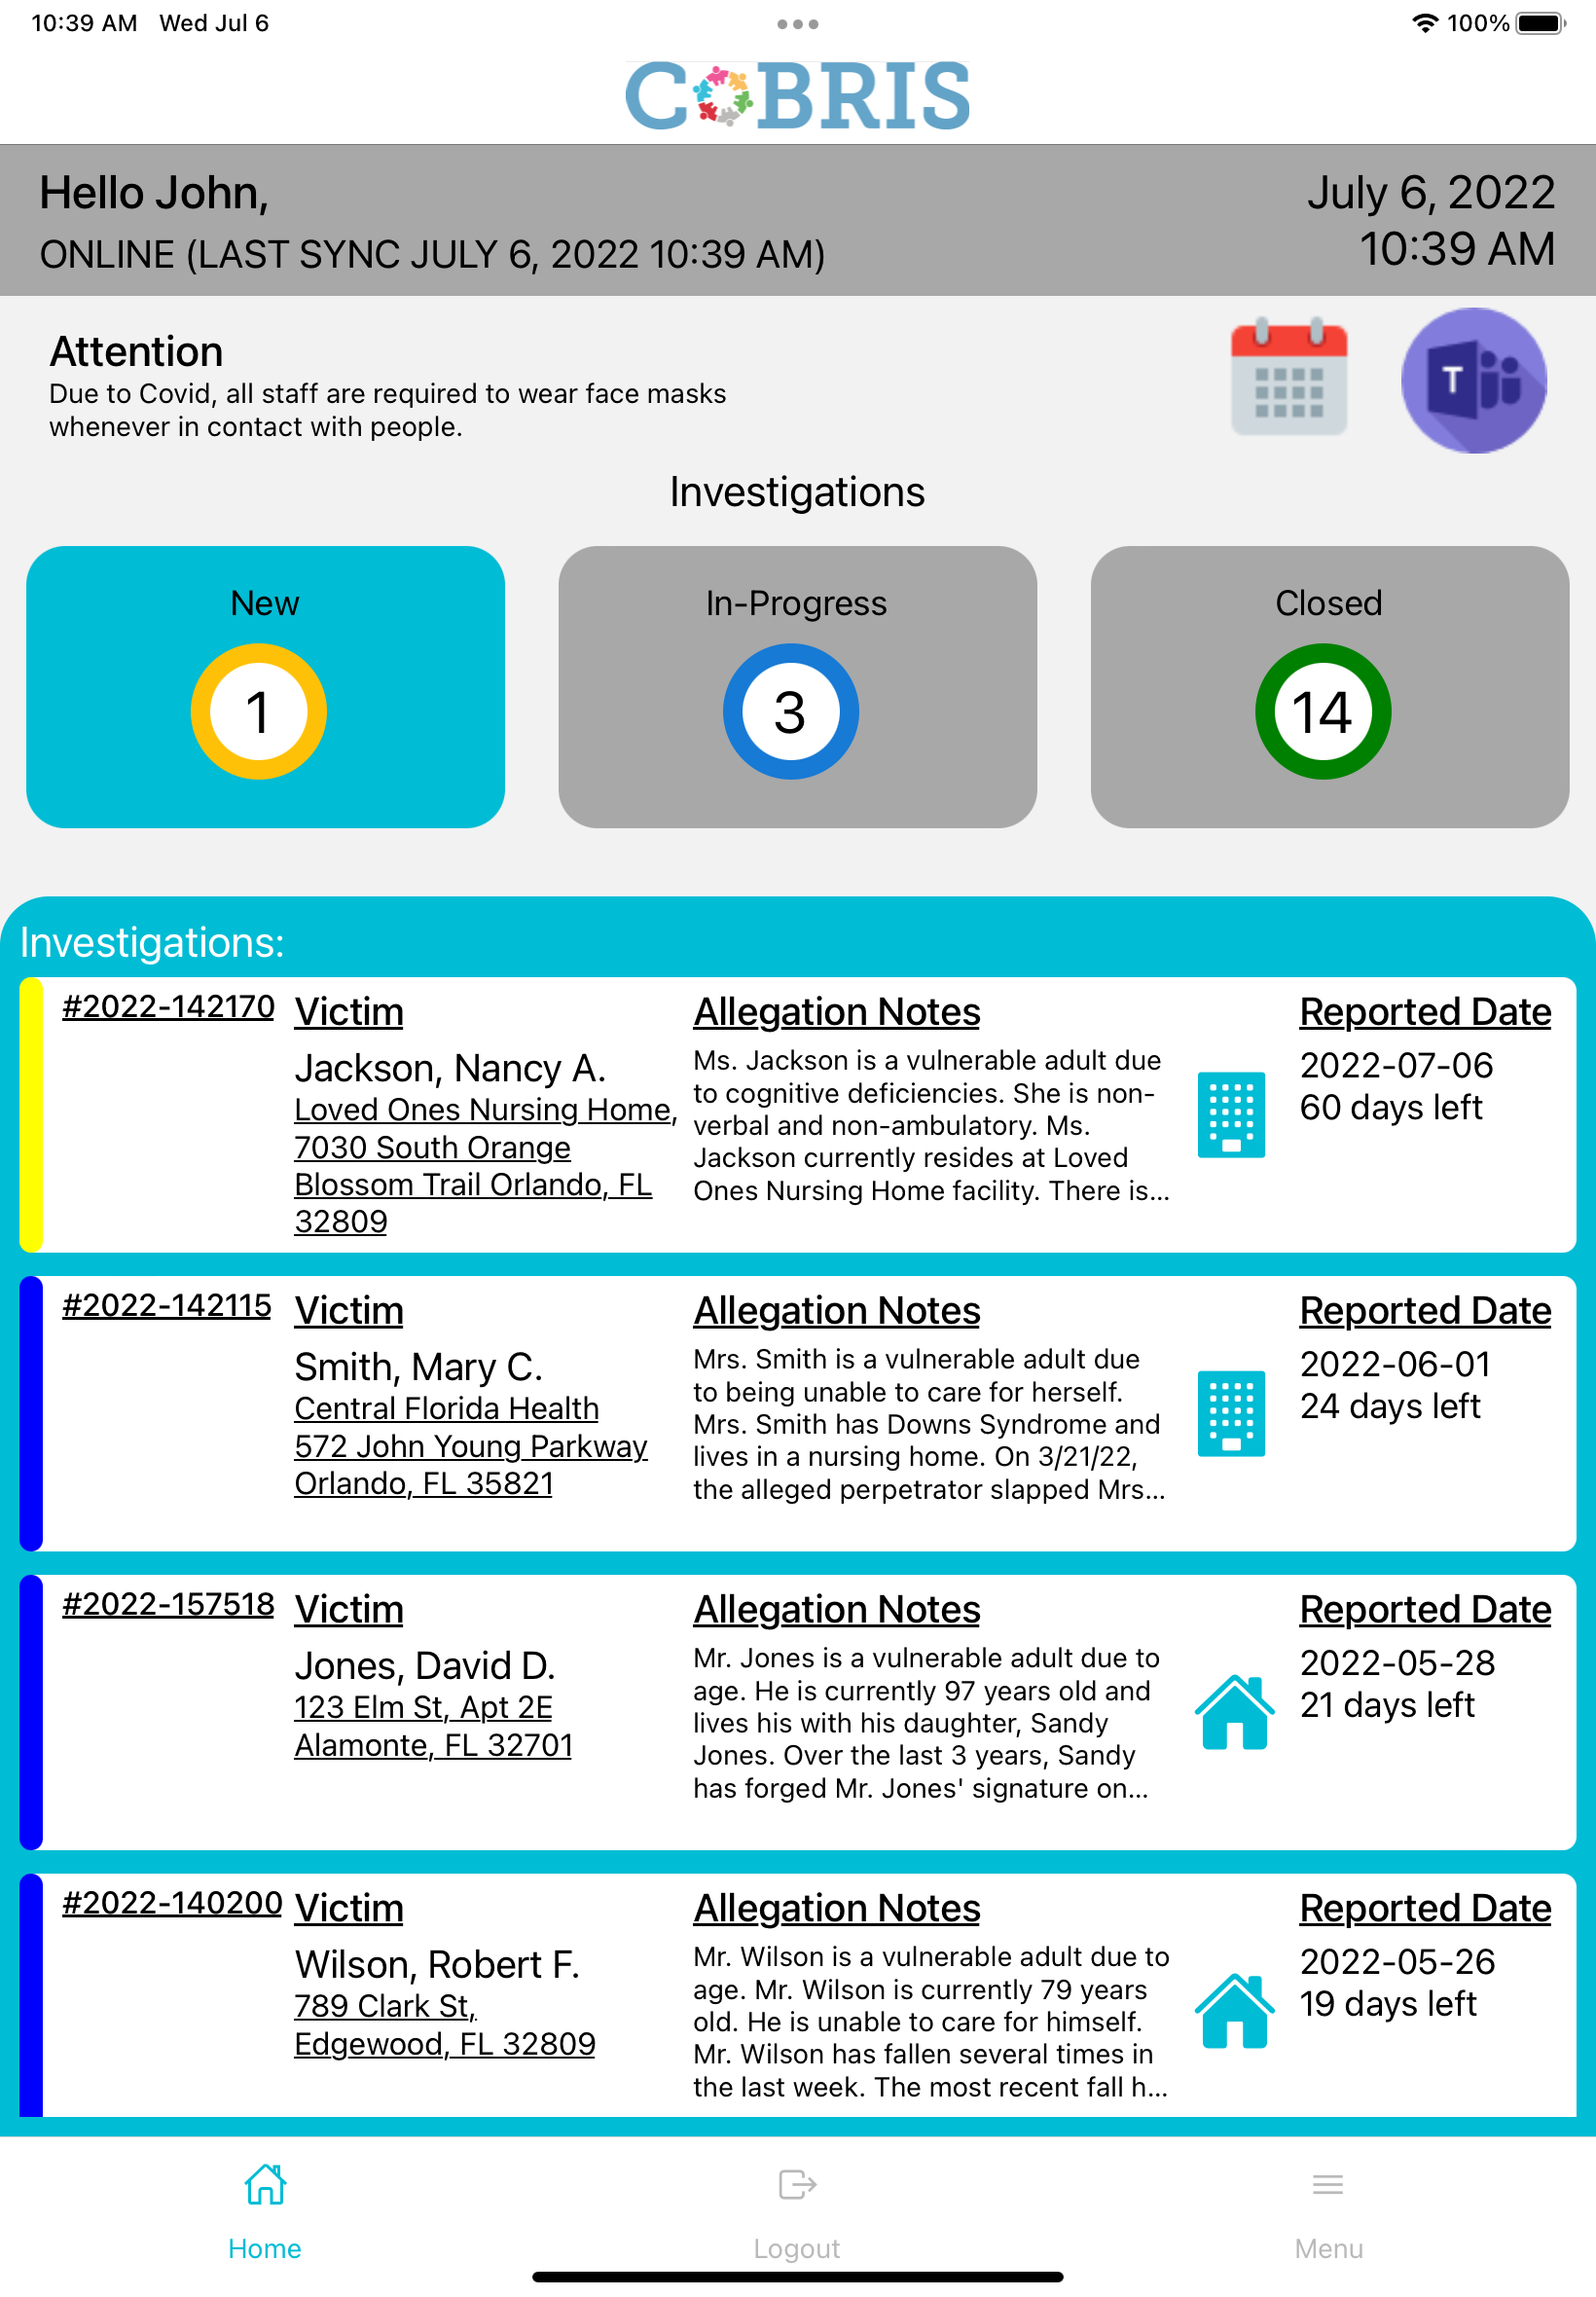 10:39 AM Wed Jul 6
100%
COBRIS
Hello John,
July 6, 2022
ONLINE (LAST SYNC JULY 6, 2022 10:39 AM)
10:39 AM
Attention
Due to Covid, all staff are required to wear face masks
whenever in contact with people.
T
Investigations
New
1
In-Progress
3
Closed
14
Investigations:
#2022-142170
Victim
Jackson, Nancy A.
Loved Ones Nursing Home,
7030 South Orange
Blossom Trail Orlando, FL
32809
Allegation Notes
Ms. Jackson is a vulnerable adult due
to cognitive deficiencies. She is non-
verbal and non-ambulatory. Ms.
Jackson currently resides at Loved
Ones Nursing Home facility. There is...
Reported Date
2022-07-06
60 days left
#2022-142115
Victim
Smith, Mary C.
Central Florida Health
572 John Young Parkway
Orlando, FL 35821
Allegation Notes
Mrs. Smith is a vulnerable adult due
to being unable to care for herself.
Mrs. Smith has Downs Syndrome and
lives in a nursing home. On 3/21/22,
the alleged perpetrator slapped Mrs...
Reported Date
2022-06-01
24 days left
#2022-157518
Victim
Jones, David D.
123 Elm St, Apt 2E
Alamonte, FL 32701
Allegation Notes
Mr. Jones is a vulnerable adult due to
age. He is currently 97 years old and
lives his with his daughter, Sandy
Jones. Over the last 3 years, Sandy
has forged Mr. Jones' signature on...
Reported Date
2022-05-28
21 days left
#2022-140200
Victim
Wilson, Robert F.
789 Clark St,
Edgewood, FL 32809
Allegation Notes
Mr. Wilson is a vulnerable adult due to
age. Mr. Wilson is currently 79 years
old. He is unable to care for himself.
Mr. Wilson has fallen several times in
the last week. The most recent fall h...
Reported Date
2022-05-26
19 days left
Home
Logout
Menu